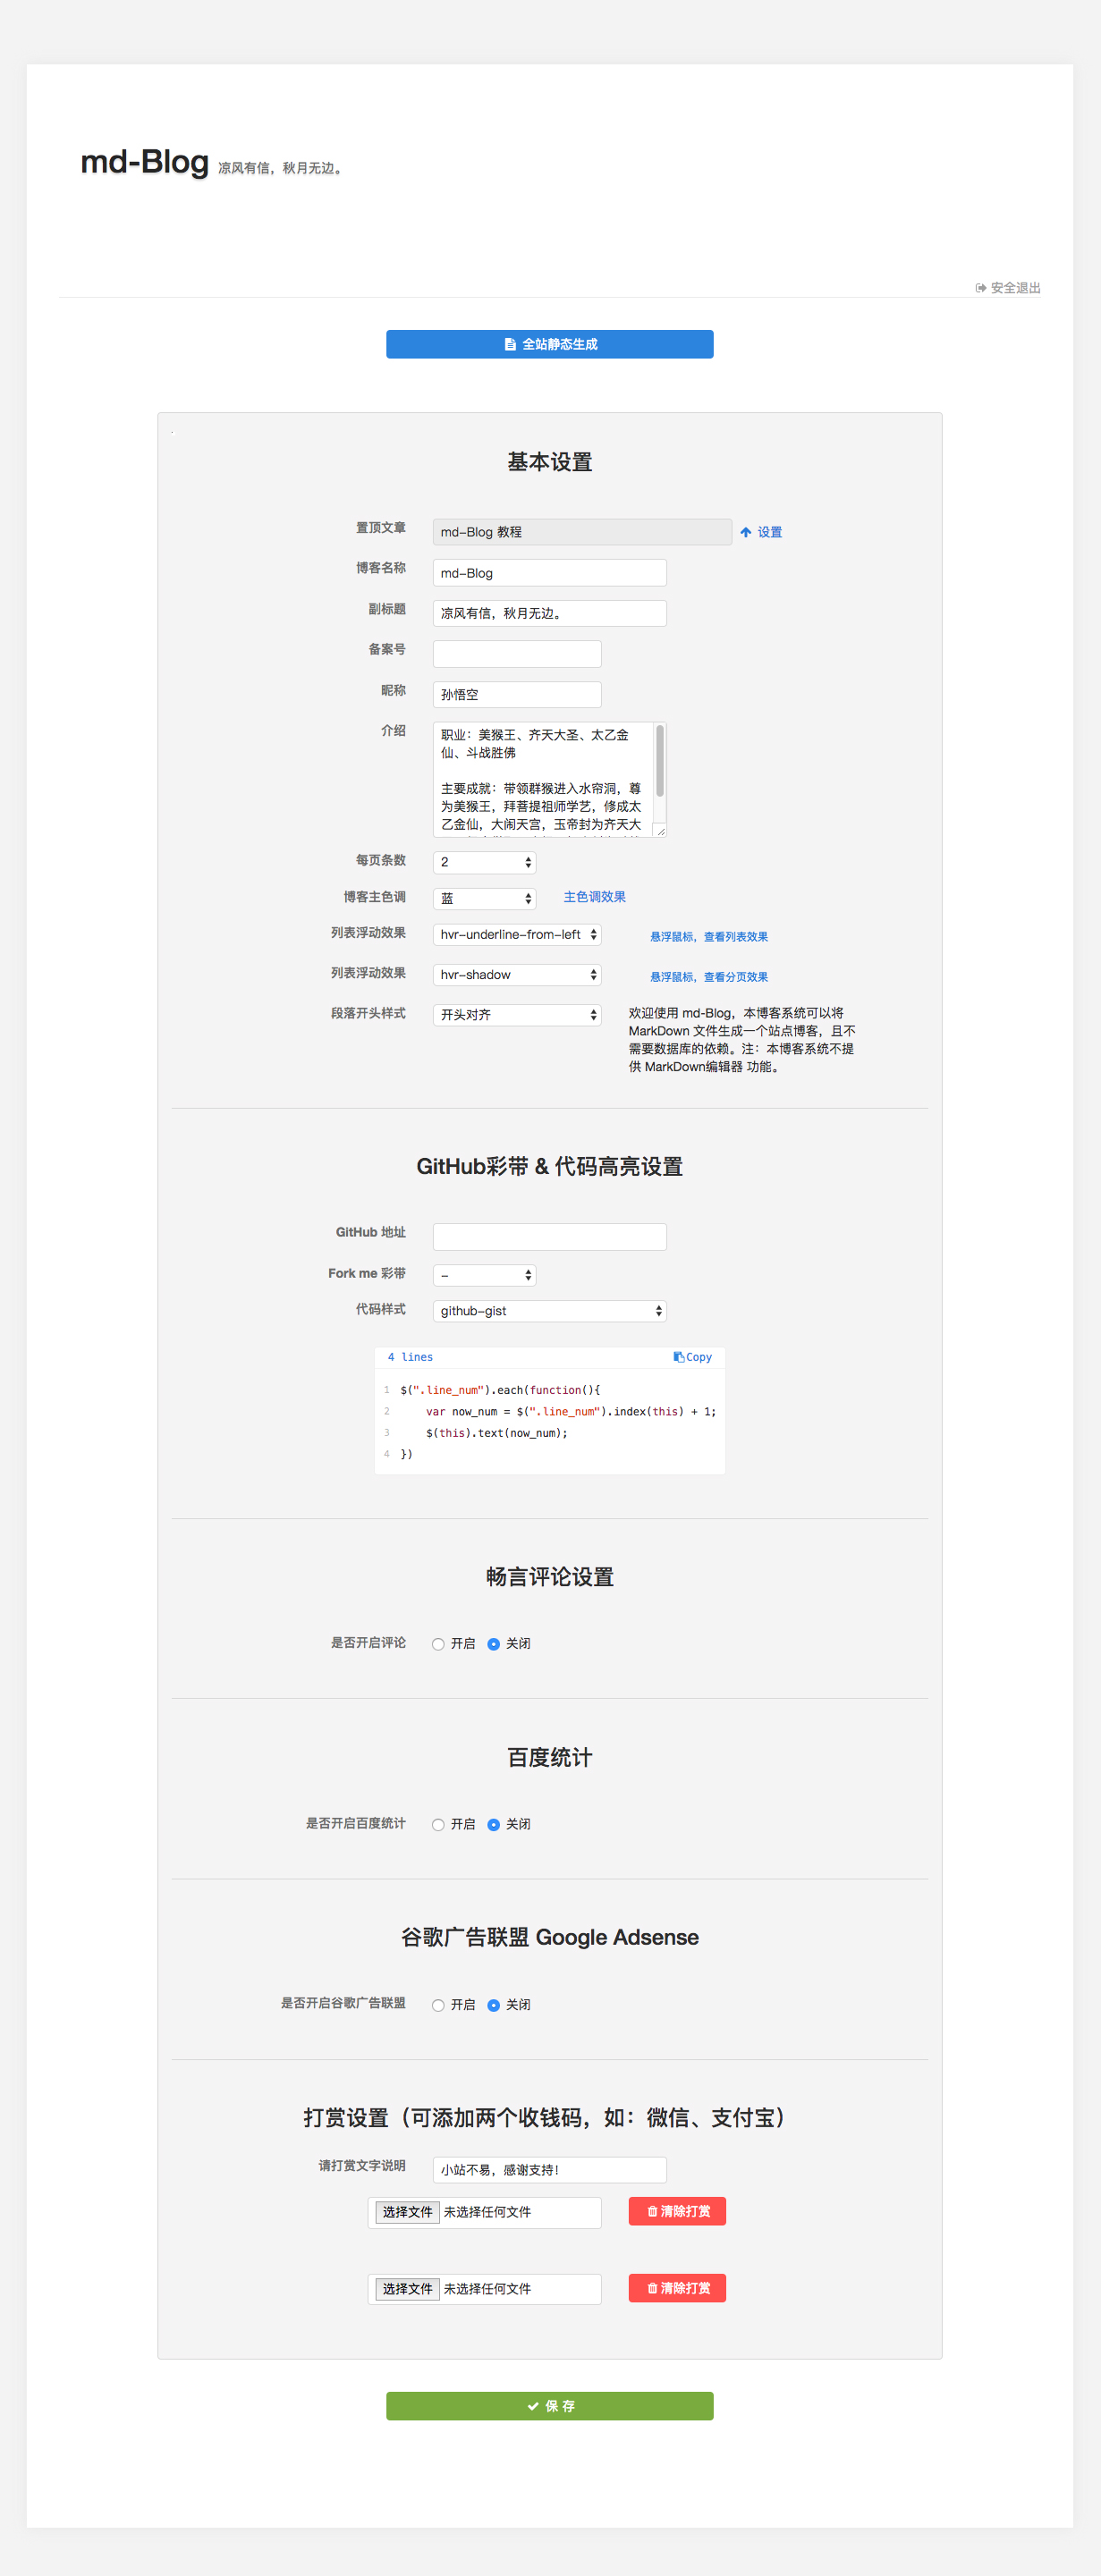 md-Blog 凉风有信，秋月无边。
安全退出
全站静态生成
基本设置
置顶文章 md-Blog 教程 设置
博客名称 md-Blog
副标题 凉风有信，秋月无边。
备案号
昵称 孙悟空
介绍 职业：美猴王、齐天大圣、太乙金
仙、斗战胜佛
主要成就：带领群猴进入水帘洞，尊
为美猴王，拜菩提祖师学艺，修成太
乙金仙，大闹天宫，玉帝封为齐天大
每页条数 2
博客主色调 蓝 主色调效果
列表浮动效果 hvr-underline-from-left 悬浮鼠标，查看列表效果
列表浮动效果 hvr-shadow 悬浮鼠标，查看分页效果
段落开头样式 开头对齐 欢迎使用 md-Blog，本博客系统可以将
MarkDown 文件生成一个站点博客，且不
需要数据库的依赖。注：本博客系统不提
供 MarkDown编辑器 功能。
GitHub彩带 & 代码高亮设置
GitHub 地址
Fork me 彩带 -
代码样式 github-gist
4 lines Copy
1 $(".line_num").each(function(){
2 var now_num = $(".line_num").index(this) + 1;
3 $(this).text(now_num);
4 })
畅言评论设置
是否开启评论 开启 关闭
百度统计
是否开启百度统计 开启 关闭
谷歌广告联盟 Google Adsense
是否开启谷歌广告联盟 开启 关闭
打赏设置（可添加两个收钱码，如：微信、支付宝）
请打赏文字说明 小站不易，感谢支持！
选择文件 未选择任何文件 清除打赏
选择文件 未选择任何文件 清除打赏
保 存